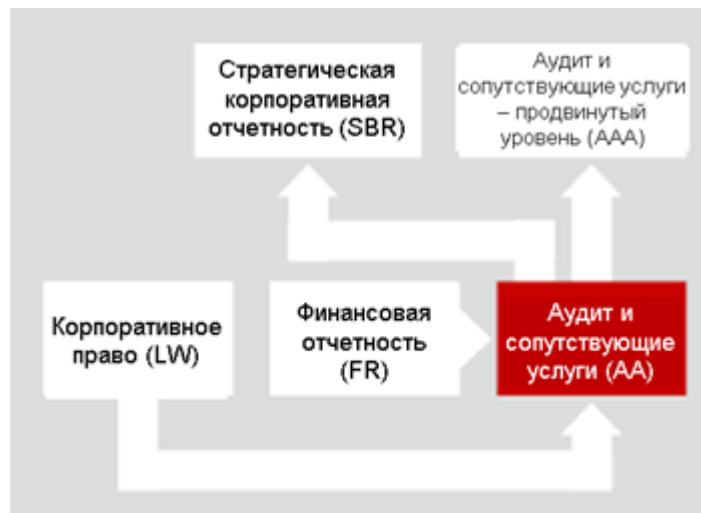 Стратегическая
корпоративная
отчетность (SBR)
Аудит и
сопутствующие услуги
– продвинутый
уровень (AAA)
Корпоративное
право (LW)
Финансовая
отчетность
(FR)
Аудит и
сопутствующие
услуги (AA)